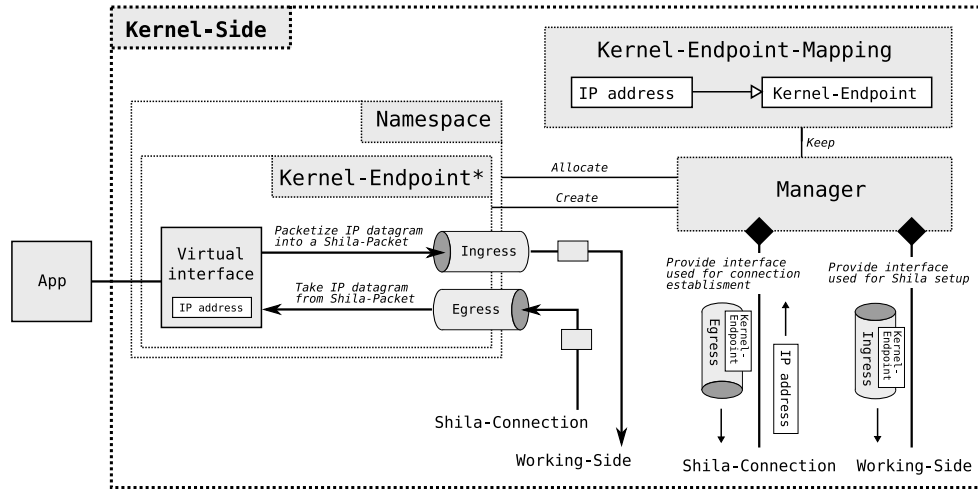 Kernel-Side
Kernel-Endpoint-Mapping
IP address
Kernel-Endpoint
Keep
Namespace
Kernel-Endpoint*
Allocate
Create
Manager
App
Virtual
interface
IP address
Packetize IP datagram
into a Shila-Packet
Ingress
Take IP datagram
from Shila-Packet
Egress
Shila-Connection
Working-Side
Provide interface
used for connection
establisment
Egress
Kernel-
Endpoint
IP address
Shila-Connection
Provide interface
used for Shila setup
Ingress
Kernel-
Endpoint
Working-Side